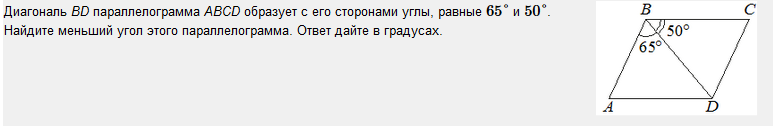 Диагональ BD параллелограмма ABCD образует с его сторонами углы, равные 65° и 50°.
Найдите меньший угол этого параллелограмма. Ответ дайте в градусах.
B C
50°
65°
A D